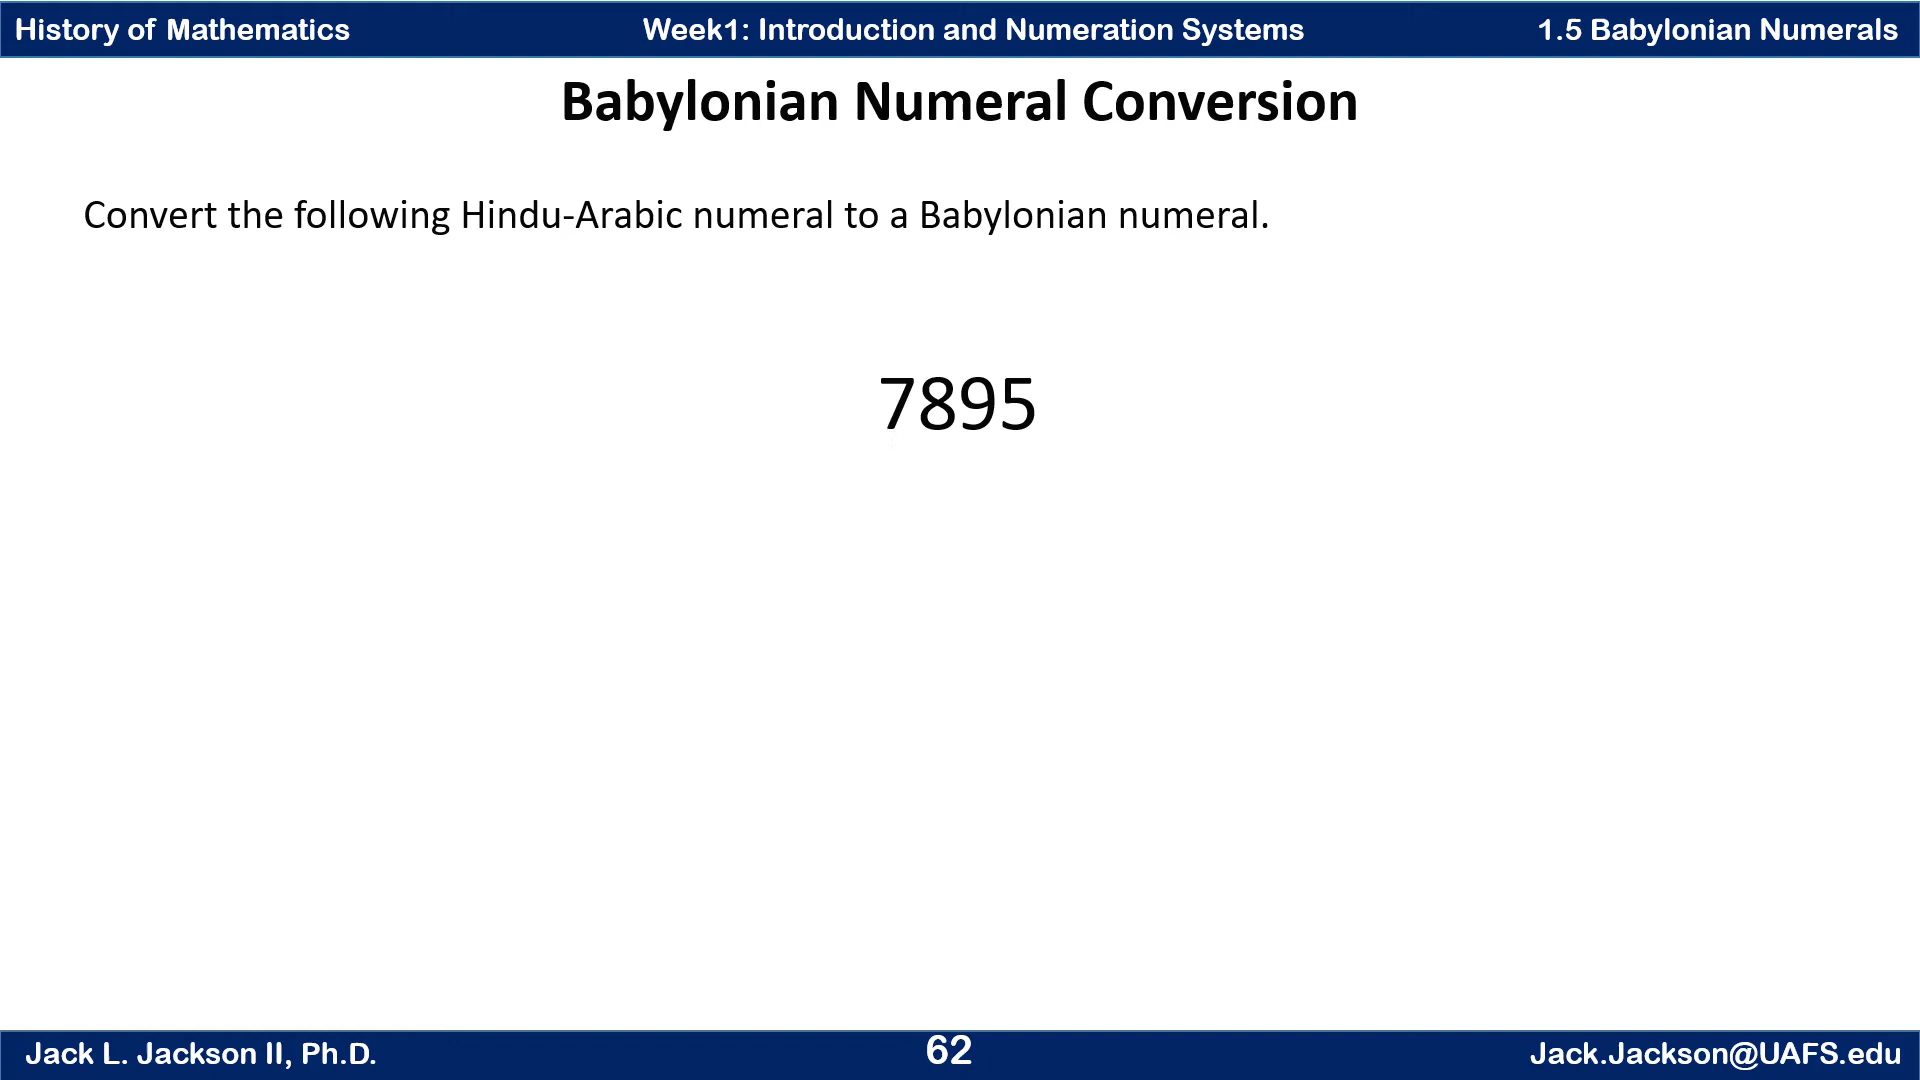 History of Mathematics Week1: Introduction and Numeration Systems 1.5 Babylonian Numerals
Babylonian Numeral Conversion
Convert the following Hindu-Arabic numeral to a Babylonian numeral.
7895
Jack L. Jackson II, Ph.D. 62 Jack.Jackson@UAFS.edu